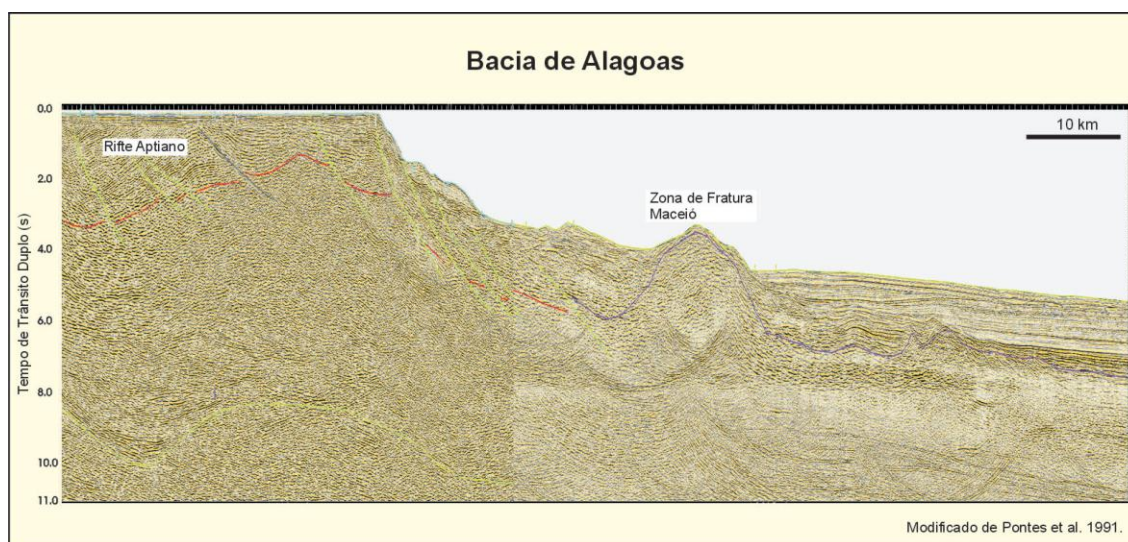 Bacia de Alagoas
0.0
10 km
Rifte Aptiano
2.0
Zona de Fratura
Maceió
Tempo de Trânsito Duplo (s)
4.0
6.0
8.0
10.0
11.0
Modificado de Pontes et al. 1991.